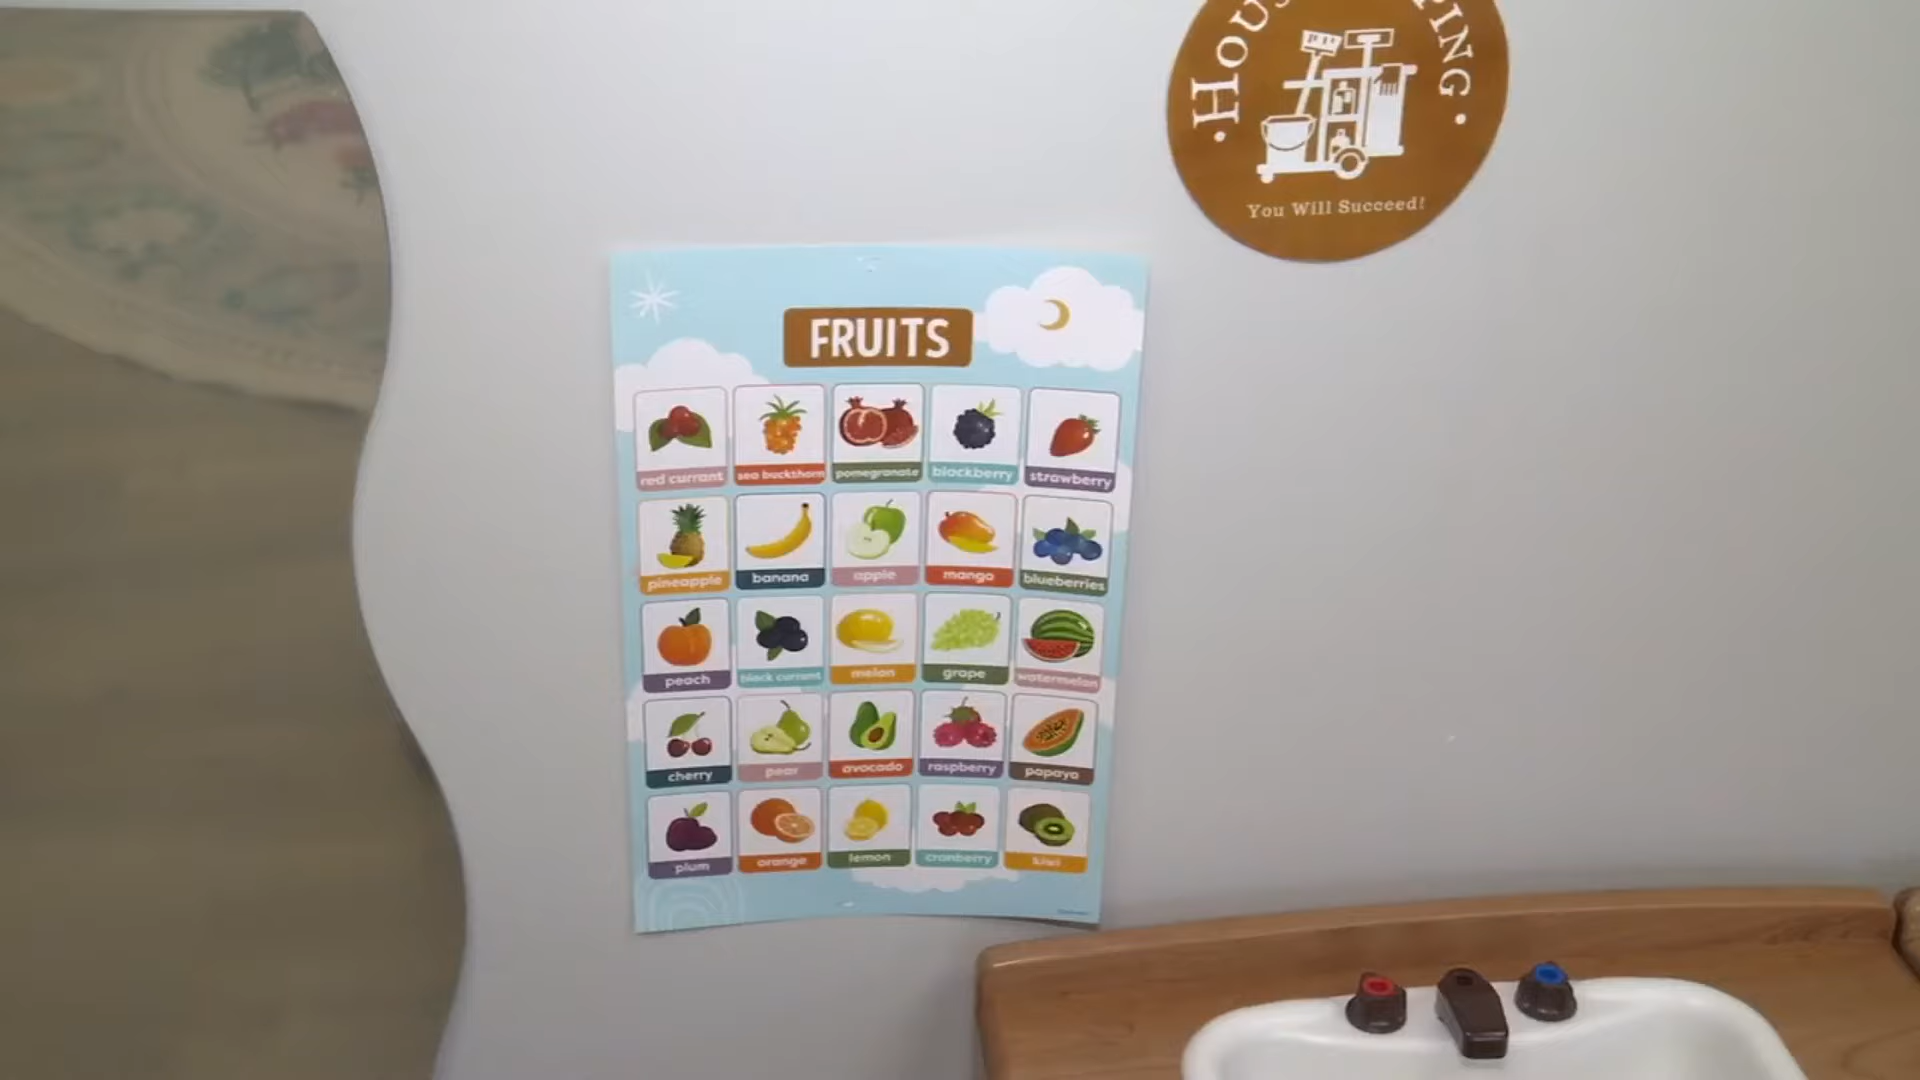 You Will Succeed!
FRUITS
red currant
sea buckthorn
pomegranate
blackberry
strawberry
pineapple
banana
apple
mango
blueberries
peach
black currant
melon
grape
watermelon
cherry
pear
avocado
raspberry
papaya
plum
orange
lemon
cranberry
kiwi